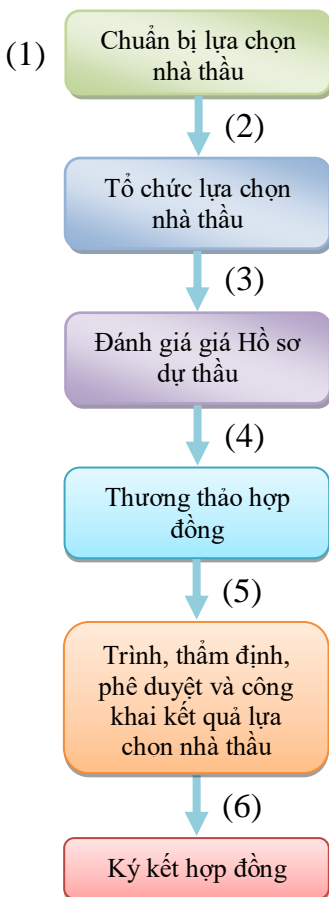 (1)
Chuẩn bị lựa chọn
nhà thầu
(2)
Tổ chức lựa chọn
nhà thầu
(3)
Đánh giá giá Hồ sơ
dự thầu
(4)
Thương thảo hợp
đồng
(5)
Trình, thẩm định,
phê duyệt và công
khai kết quả lựa
chọn nhà thầu
(6)
Ký kết hợp đồng